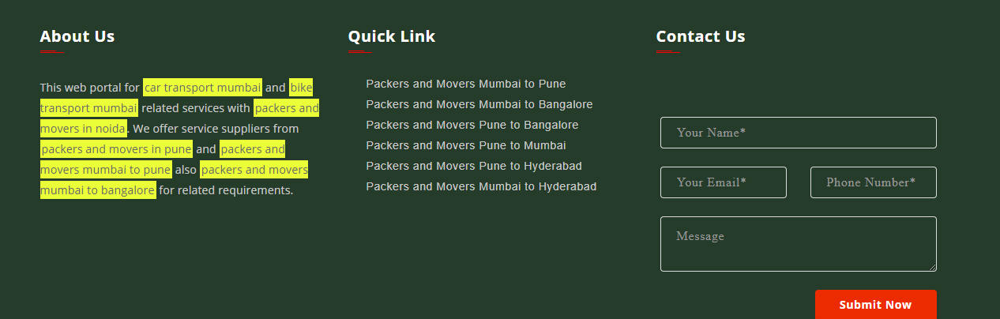 About Us
This web portal for car transport mumbai and bike
transport mumbai related services with packers and
movers in noida. We offer service suppliers from
packers and movers in pune and packers and
movers mumbai to pune also packers and movers
mumbai to bangalore for related requirements.
Quick Link
Packers and Movers Mumbai to Pune
Packers and Movers Mumbai to Bangalore
Packers and Movers Pune to Bangalore
Packers and Movers Pune to Mumbai
Packers and Movers Pune to Hyderabad
Packers and Movers Mumbai to Hyderabad
Contact Us
Your Name*
Your Email*
Phone Number*
Message
Submit Now